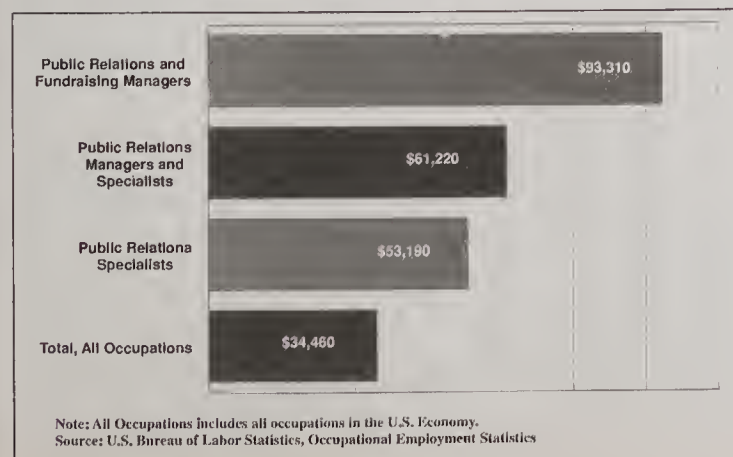 Public Relations and
Fundraising Managers
$93,310
Public Relations
Managers and
Specialists
$61,220
Public Relationa
Specialists
$53,190
Total, All Occupations
$34,460
Note: All Occupations includes all occupations in the U.S. Economy.
Source: U.S. Bureau of Labor Statistics, Occupational Employment Statistics